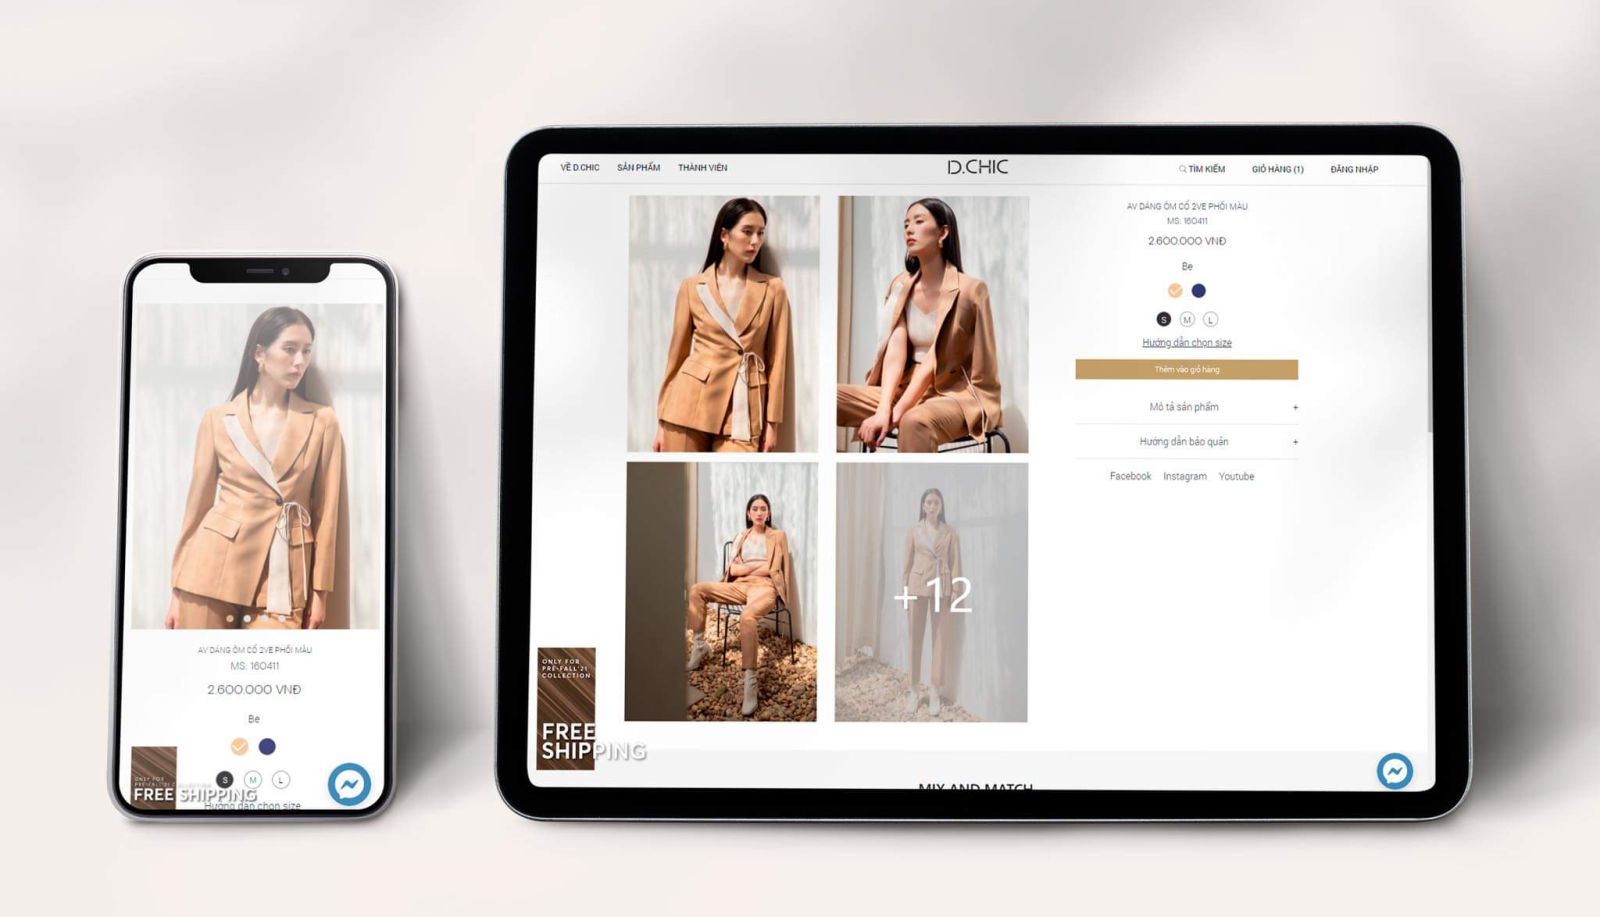 AV DÁNG ÔM CỔ 2VE PHỐI MÀU
MS: 160411
2.600.000 VNĐ
Be
S M L
ONLY FOR
FREE SHIPPING
Hướng dẫn chọn size
VỀ D.CHIC SẢN PHẨM THÀNH VIÊN
D.CHIC
TÌM KIẾM GIỎ HÀNG (1) ĐĂNG NHẬP
AV DÁNG ÔM CỔ 2VE PHỐI MÀU
MS: 160411
2.600.000 VNĐ
Be
S M L
Hướng dẫn chọn size
Thêm vào giỏ hàng
Mô tả sản phẩm +
Hướng dẫn bảo quản +
Facebook Instagram Youtube
+12
ONLY FOR
PRE-FALL'21
COLLECTION
FREE
SHIPPING
MIX AND MATCH